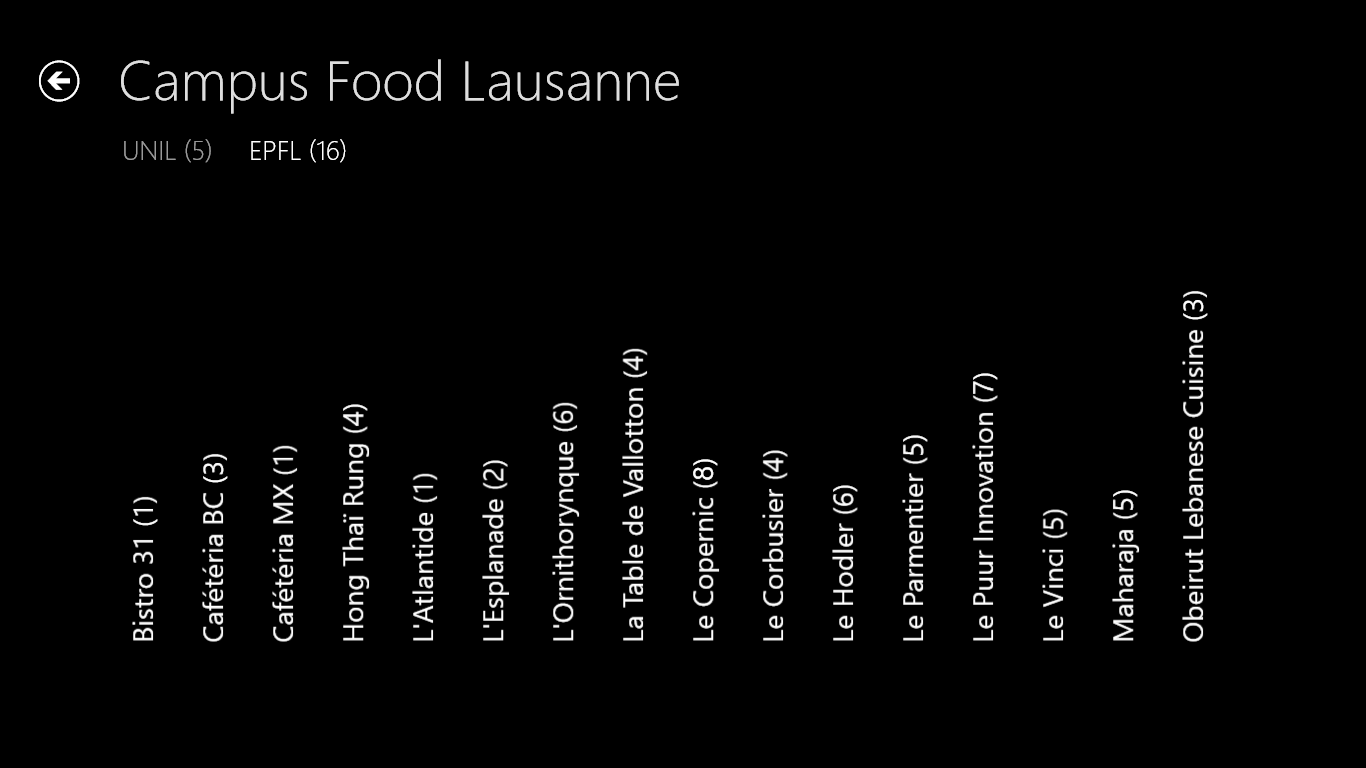 Campus Food Lausanne
UNIL (5) EPFL (16)
Bistro 31 (1)
Cafétéria BC (3)
Cafétéria MX (1)
Hong Thaï Rung (4)
L'Atlantide (1)
L'Esplanade (2)
L'Ornithorynque (6)
La Table de Vallotton (4)
Le Copernic (8)
Le Corbusier (4)
Le Hodler (6)
Le Parmentier (5)
Le Puur Innovation (7)
Le Vinci (5)
Maharaja (5)
Obeirut Lebanese Cuisine (3)